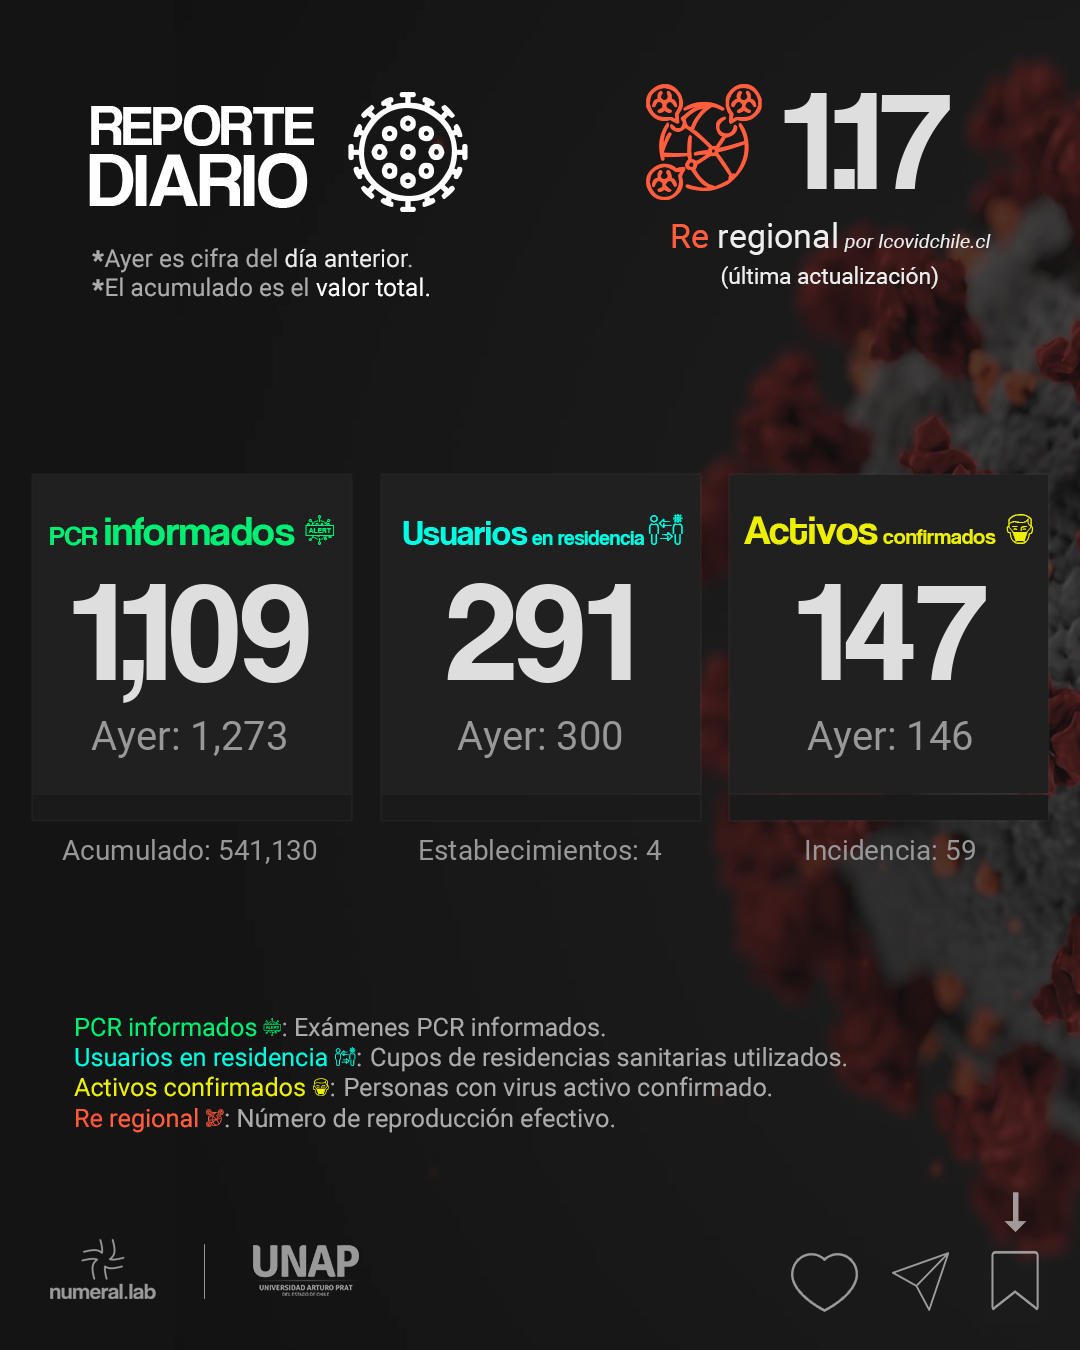 REPORTE
DIARIO
*Ayer es cifra del día anterior.
*El acumulado es el valor total.
1.17
Re regional por Icovidchile.cl
(última actualización)
PCR informados
ALERT
1,109
Ayer: 1,273
Acumulado: 541,130
Usuarios en residencia
291
Ayer: 300
Establecimientos: 4
Activos confirmados
147
Ayer: 146
Incidencia: 59
PCR informados : Exámenes PCR informados.
Usuarios en residencia : Cupos de residencias sanitarias utilizados.
Activos confirmados : Personas con virus activo confirmado.
Re regional : Número de reproducción efectivo.
numeral.lab
UNAP
UNIVERSIDAD ARTURO PRAT
DEL ESTADO DE CHILE